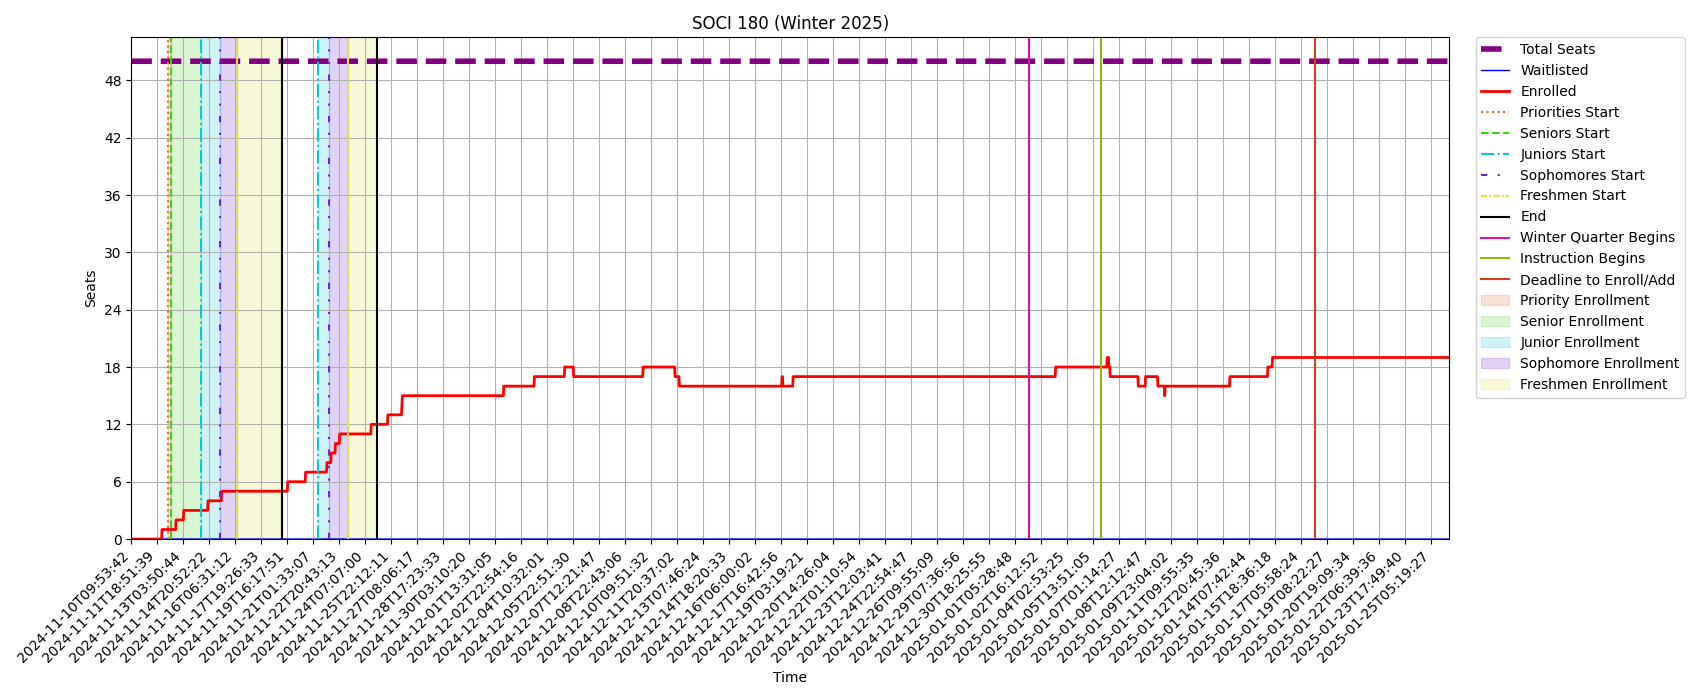 SOCI 180 (Winter 2025)
Seats
48
42
36
30
24
18
12
6
0
2024-11-10T09:53:42
2024-11-11T18:51:39
2024-11-13T03:50:44
2024-11-14T20:52:22
2024-11-16T06:31:12
2024-11-17T19:26:33
2024-11-19T16:17:51
2024-11-21T01:33:07
2024-11-22T20:43:13
2024-11-24T07:07:00
2024-11-25T22:12:11
2024-11-27T08:06:17
2024-11-28T17:23:33
2024-11-30T03:10:20
2024-12-01T13:31:05
2024-12-02T22:54:16
2024-12-04T10:32:01
2024-12-05T22:51:30
2024-12-07T12:21:47
2024-12-08T22:43:06
2024-12-10T09:51:32
2024-12-11T20:37:02
2024-12-13T07:46:24
2024-12-14T18:20:33
2024-12-16T06:00:02
2024-12-17T16:42:56
2024-12-19T03:19:21
2024-12-20T14:26:04
2024-12-22T01:10:54
2024-12-23T12:03:41
2024-12-24T22:54:47
2024-12-26T09:55:09
2024-12-29T07:36:56
2024-12-30T18:25:55
2025-01-01T05:28:48
2025-01-02T16:12:52
2025-01-04T02:53:25
2025-01-05T13:51:05
2025-01-07T01:14:27
2025-01-08T12:12:47
2025-01-09T23:04:02
2025-01-11T09:55:35
2025-01-12T20:45:36
2025-01-14T07:42:44
2025-01-15T18:36:18
2025-01-17T05:58:24
2025-01-19T08:22:27
2025-01-20T19:09:34
2025-01-22T06:39:36
2025-01-23T17:49:40
2025-01-25T05:19:27
Time
Total Seats
Waitlisted
Enrolled
Priorities Start
Seniors Start
Juniors Start
Sophomores Start
Freshmen Start
End
Winter Quarter Begins
Instruction Begins
Deadline to Enroll/Add
Priority Enrollment
Senior Enrollment
Junior Enrollment
Sophomore Enrollment
Freshmen Enrollment